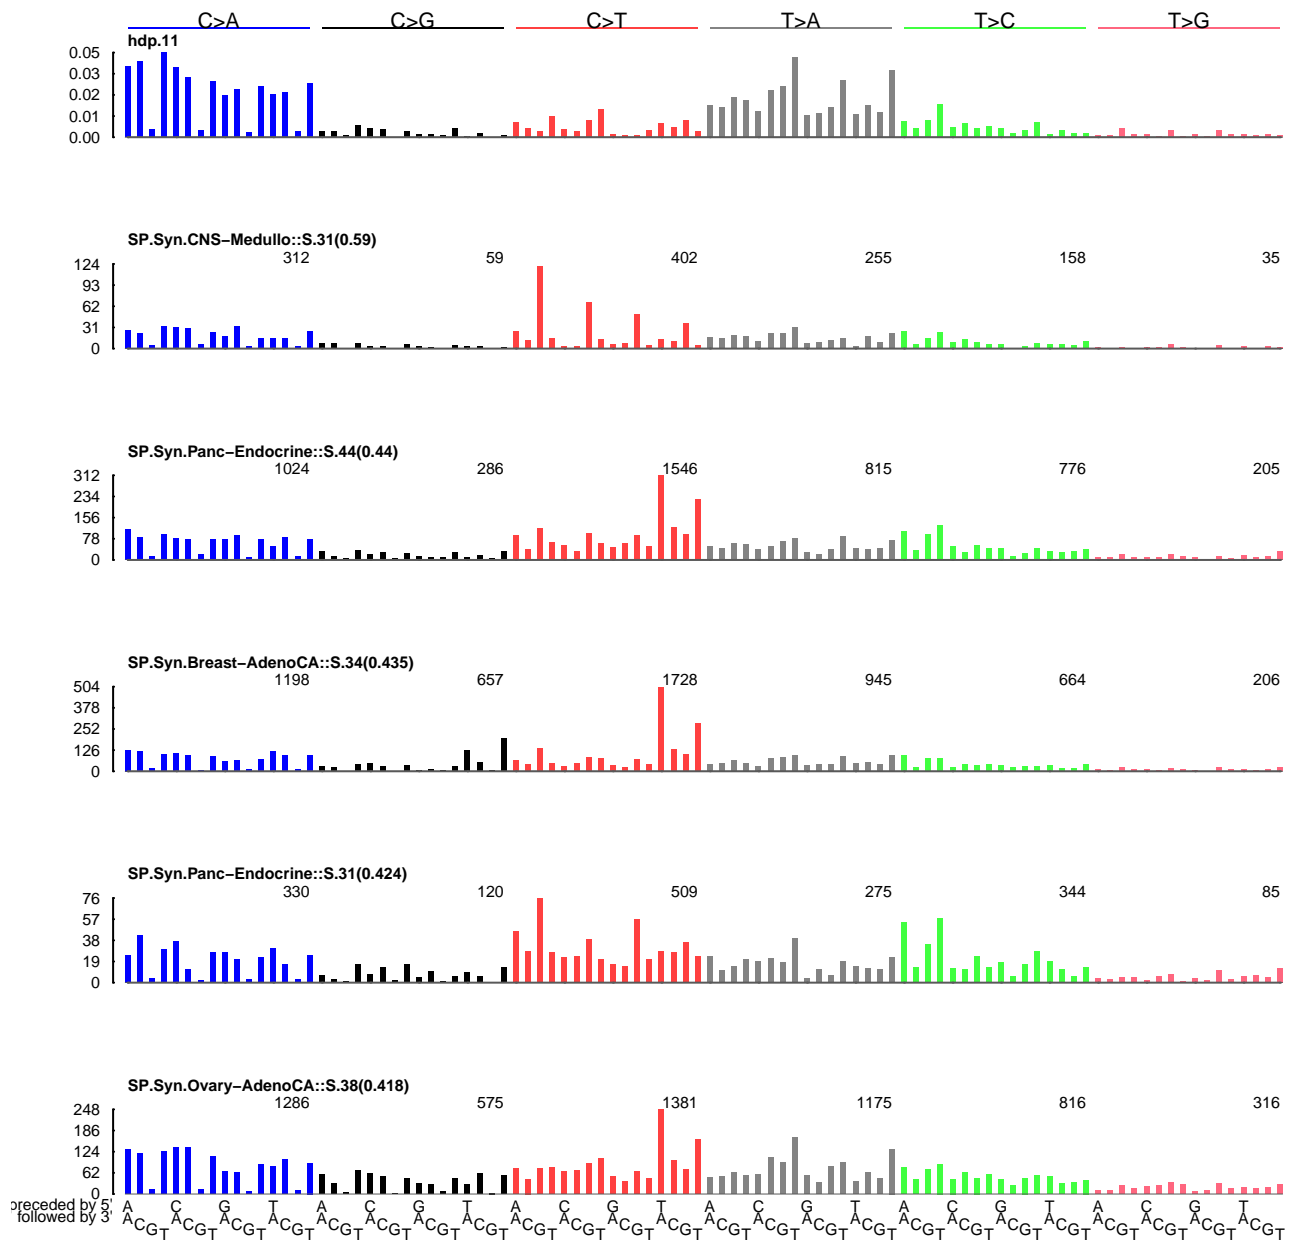 C>A C>G C>T T>A T>C T>G
hdp.11
0.05
0.03
0.02
0.01
0.00
SP.Syn.CNS−Medullo::S.31(0.59)
312 59 402 255 158 35
124
93
62
31
0
SP.Syn.Panc−Endocrine::S.44(0.44)
1024 286 1546 815 776 205
312
234
156
78
0
SP.Syn.Breast−AdenoCA::S.34(0.435)
1198 657 1728 945 664 206
504
378
252
126
0
SP.Syn.Panc−Endocrine::S.31(0.424)
330 120 509 275 344 85
76
57
38
19
0
SP.Syn.Ovary−AdenoCA::S.38(0.418)
1286 575 1381 1175 816 316
248
186
124
62
0
preceded by 5' A C G T A C G T A C G T A C G T A C G T A C G T
followed by 3' A C G T A C G T A C G T A C G T A C G T A C G T A C G T A C G T A C G T A C G T A C G T A C G T A C G T A C G T A C G T A C G T A C G T A C G T A C G T A C G T A C G T A C G T A C G T A C G T